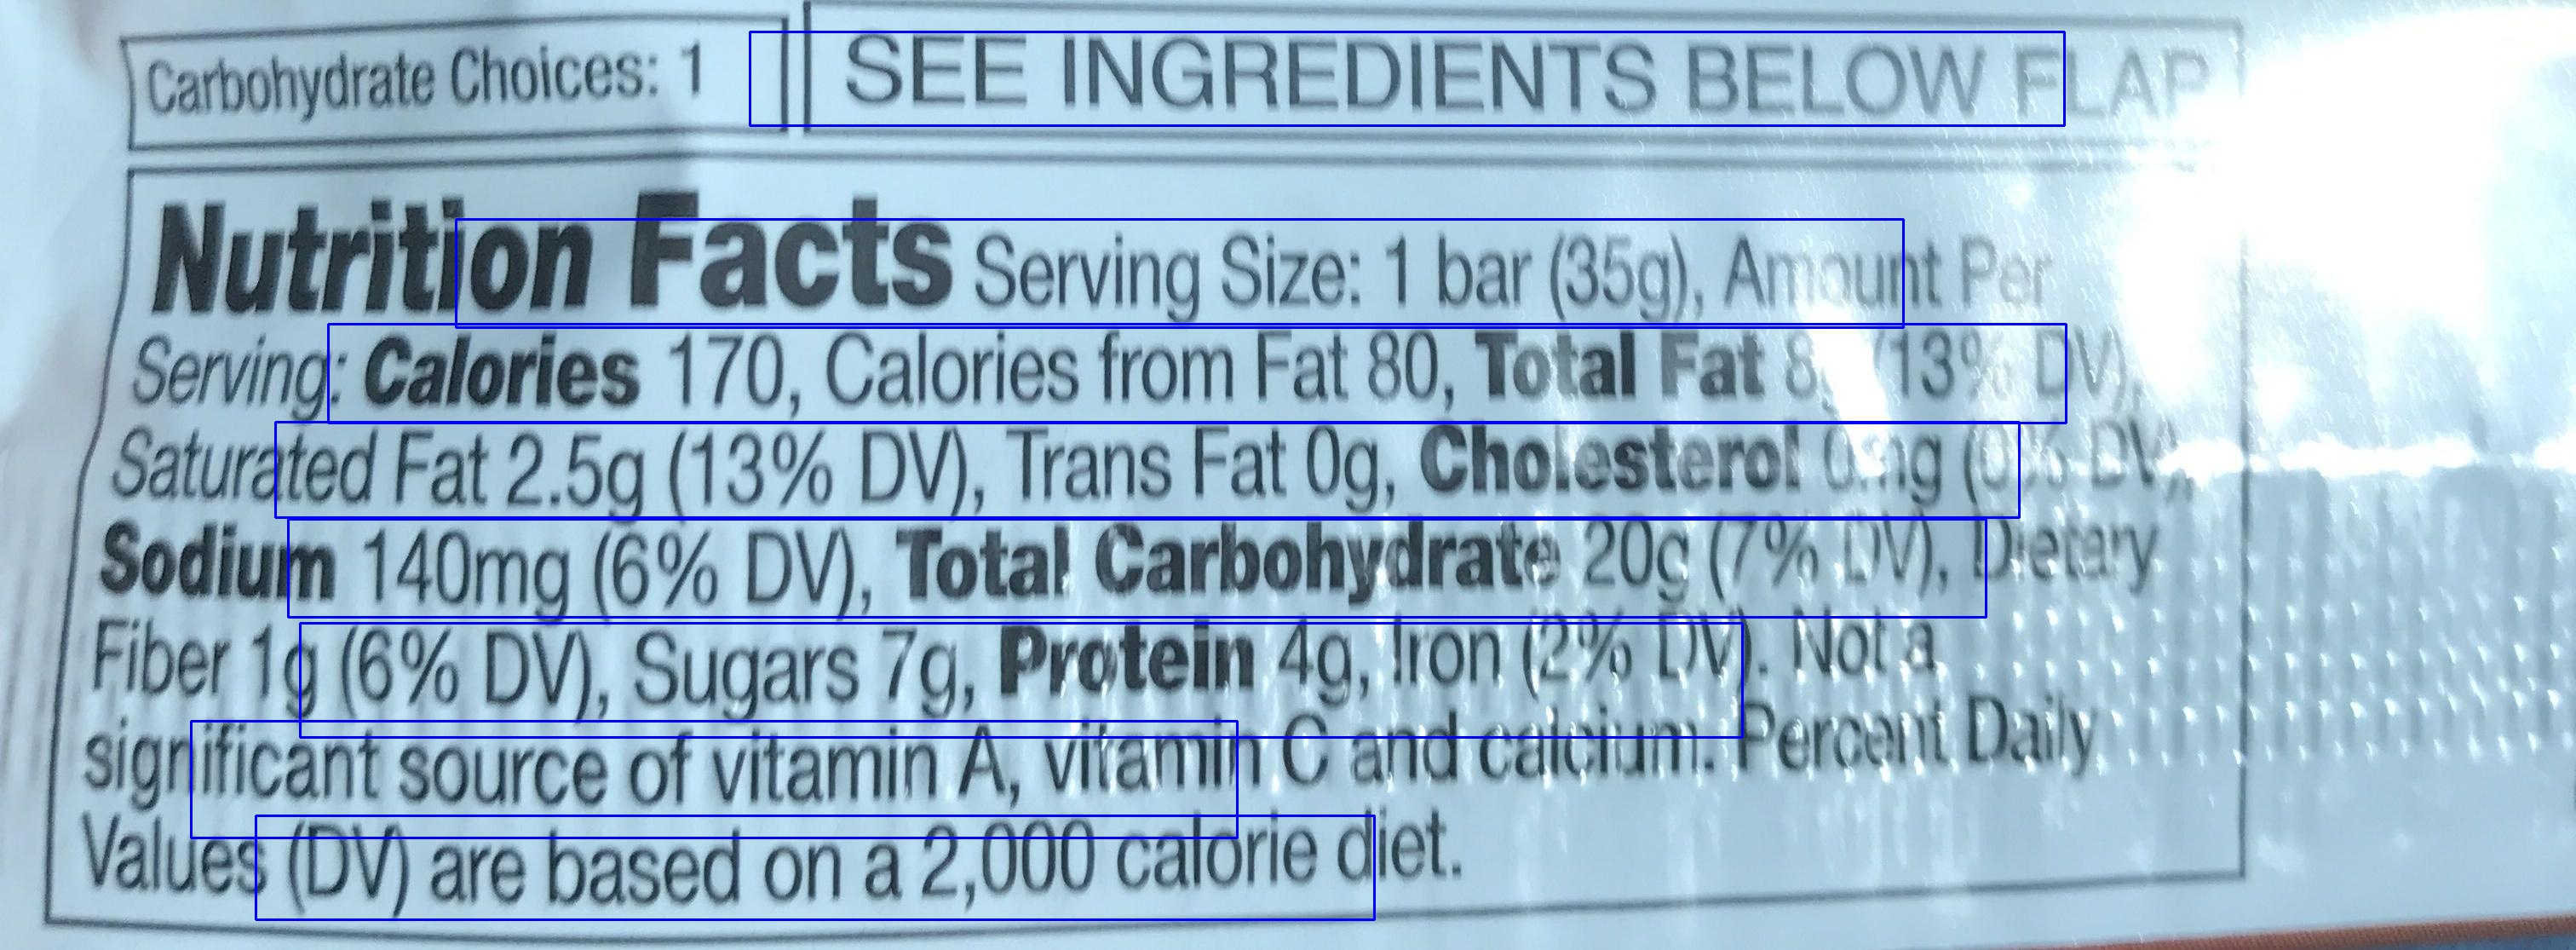 Carbohydrate Choices: 1
SEE INGREDIENTS BELOW FLAP
Nutrition Facts Serving Size: 1 bar (35g), Amount Per
Serving: Calories 170, Calories from Fat 80, Total Fat (13% DV),
Saturated Fat 2.5g (13% DV), Trans Fat 0g, Cholesterol 0mg (0% DV),
Sodium 140mg (6% DV), Total Carbohydrate 20g (7% DV), Dietary
Fiber 1g (6% DV), Sugars 7g, Protein 4g, Iron (2% DV). Not a
significant source of vitamin A, vitamin C and calcium. Percent Daily
Values (DV) are based on a 2,000 calorie diet.